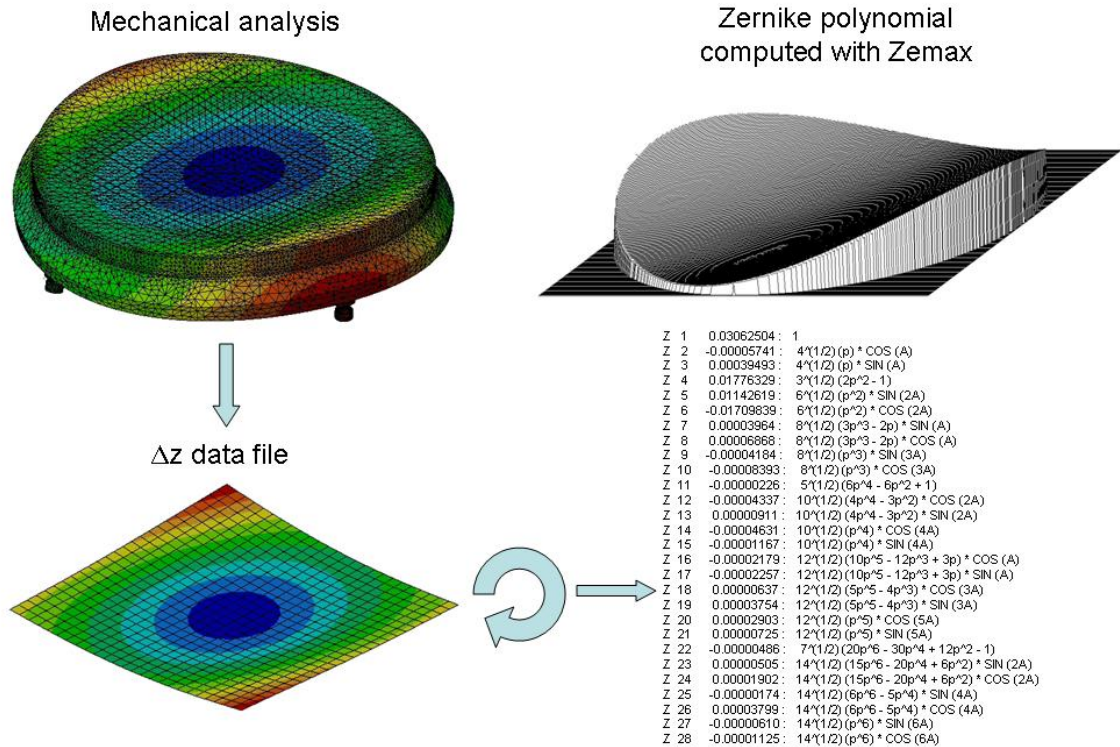 Mechanical analysis
Zernike polynomial
computed with Zemax
Δz data file
Z 1 0.03062504 : 1
Z 2 -0.00005741 : 4^(1/2) (p) * COS (A)
Z 3 0.00039493 : 4^(1/2) (p) * SIN (A)
Z 4 0.01776329 : 3^(1/2) (2p^2 - 1)
Z 5 0.01142619 : 6^(1/2) (p^2) * SIN (2A)
Z 6 -0.01709839 : 6^(1/2) (p^2) * COS (2A)
Z 7 0.00003964 : 8^(1/2) (3p^3 - 2p) * SIN (A)
Z 8 0.00006868 : 8^(1/2) (3p^3 - 2p) * COS (A)
Z 9 -0.00004184 : 8^(1/2) (p^3) * SIN (3A)
Z 10 -0.00008393 : 8^(1/2) (p^3) * COS (3A)
Z 11 -0.00000226 : 5^(1/2) (6p^4 - 6p^2 + 1)
Z 12 -0.00004337 : 10^(1/2) (4p^4 - 3p^2) * COS (2A)
Z 13 0.00000911 : 10^(1/2) (4p^4 - 3p^2) * SIN (2A)
Z 14 -0.00004631 : 10^(1/2) (p^4) * COS (4A)
Z 15 -0.00001167 : 10^(1/2) (p^4) * SIN (4A)
Z 16 -0.00002179 : 12^(1/2) (10p^5 - 12p^3 + 3p) * COS (A)
Z 17 -0.00002257 : 12^(1/2) (10p^5 - 12p^3 + 3p) * SIN (A)
Z 18 0.00000637 : 12^(1/2) (5p^5 - 4p^3) * COS (3A)
Z 19 0.00003754 : 12^(1/2) (5p^5 - 4p^3) * SIN (3A)
Z 20 0.00002903 : 12^(1/2) (p^5) * COS (5A)
Z 21 0.00000725 : 12^(1/2) (p^5) * SIN (5A)
Z 22 -0.00000486 : 7^(1/2) (20p^6 - 30p^4 + 12p^2 - 1)
Z 23 0.00000505 : 14^(1/2) (15p^6 - 20p^4 + 6p^2) * SIN (2A)
Z 24 0.00001902 : 14^(1/2) (15p^6 - 20p^4 + 6p^2) * COS (2A)
Z 25 -0.00000174 : 14^(1/2) (6p^6 - 5p^4) * SIN (4A)
Z 26 0.00003799 : 14^(1/2) (6p^6 - 5p^4) * COS (4A)
Z 27 -0.00000610 : 14^(1/2) (p^6) * SIN (6A)
Z 28 -0.00001125 : 14^(1/2) (p^6) * COS (6A)